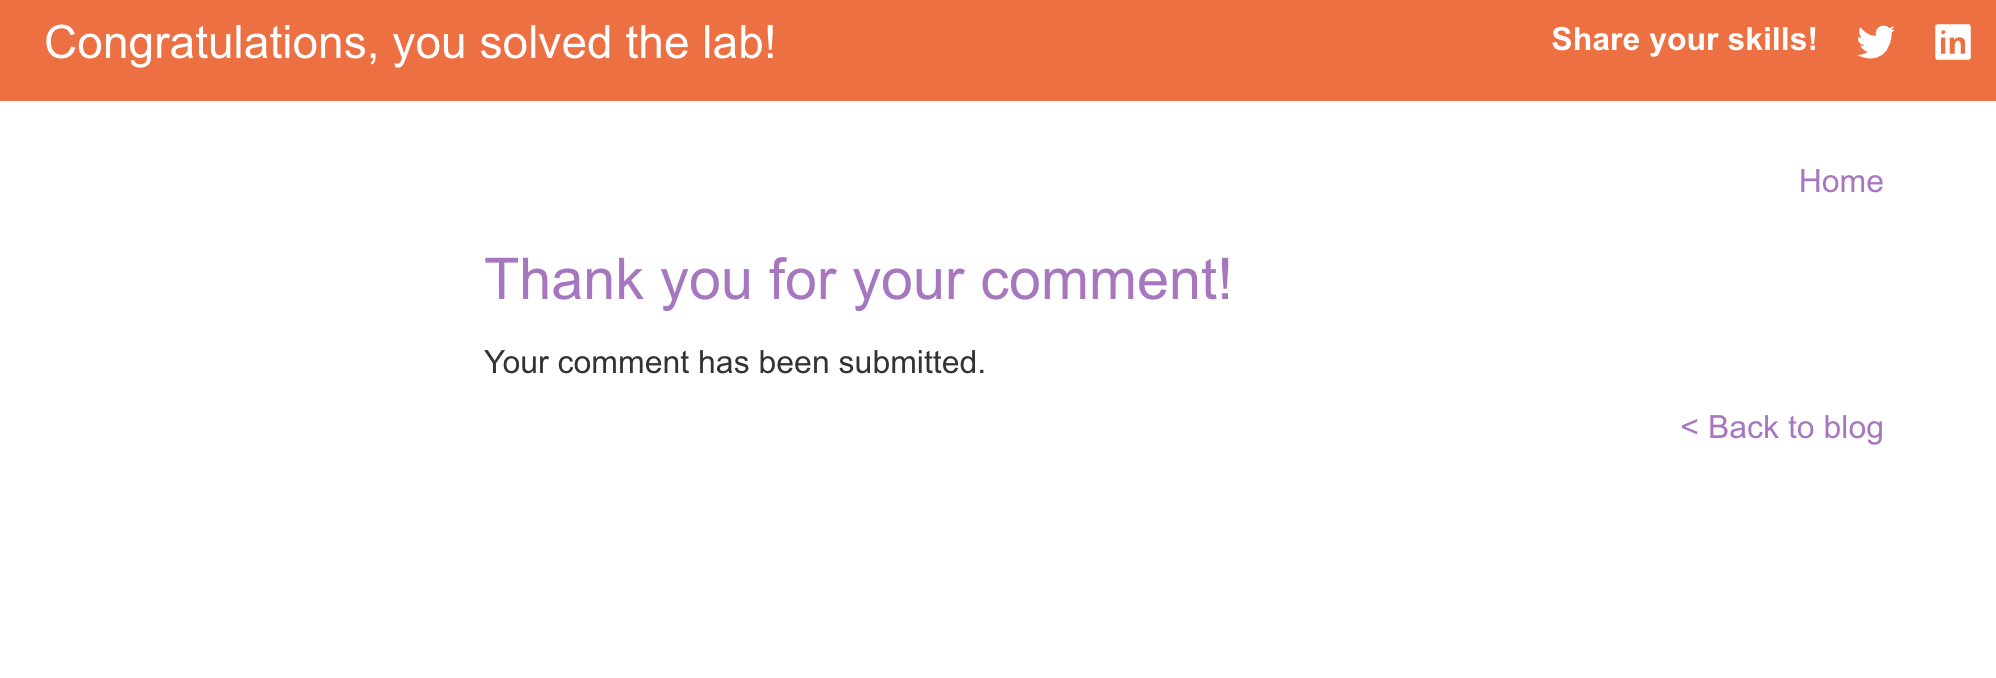 Congratulations, you solved the lab!
Share your skills!
in
Home
Thank you for your comment!
Your comment has been submitted.
< Back to blog